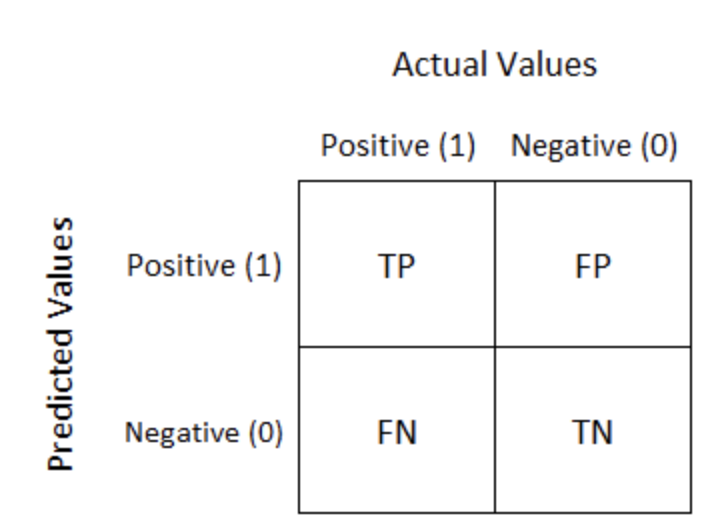 Actual Values
Positive (1) Negative (0)
Predicted Values
Positive (1) TP FP
Negative (0) FN TN